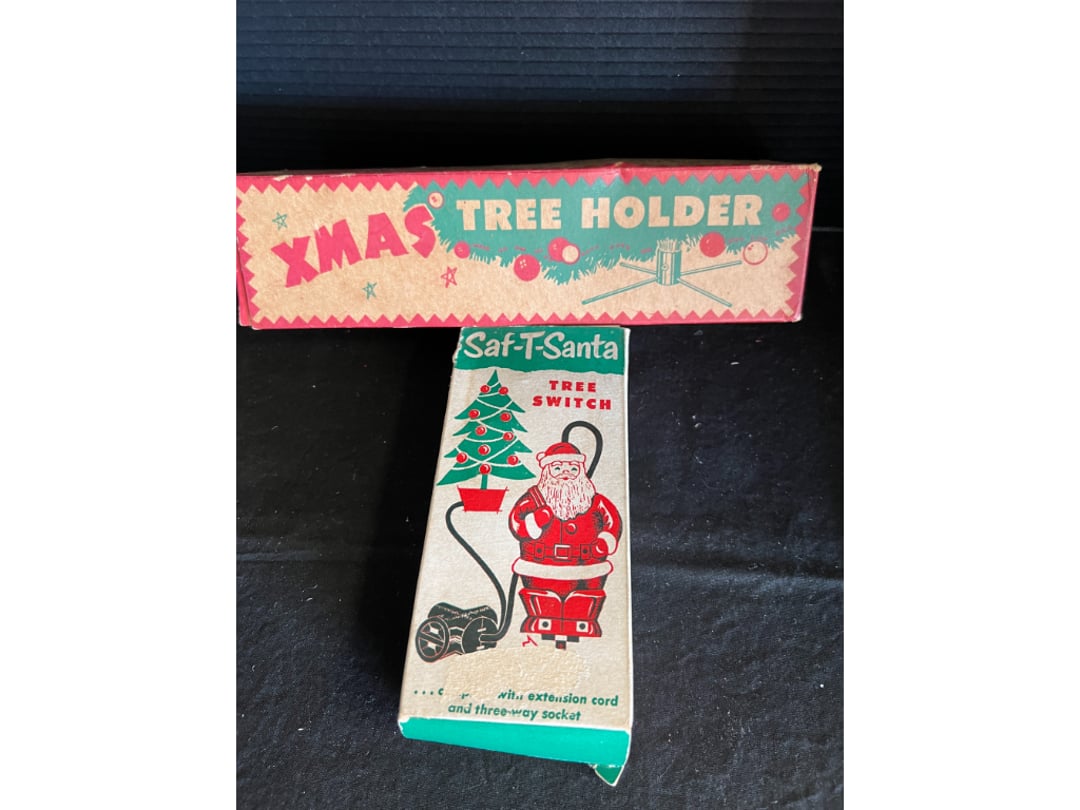 XMAS TREE HOLDER
Saf-T-Santa
TREE
SWITCH
... with extension cord
and three-way socket